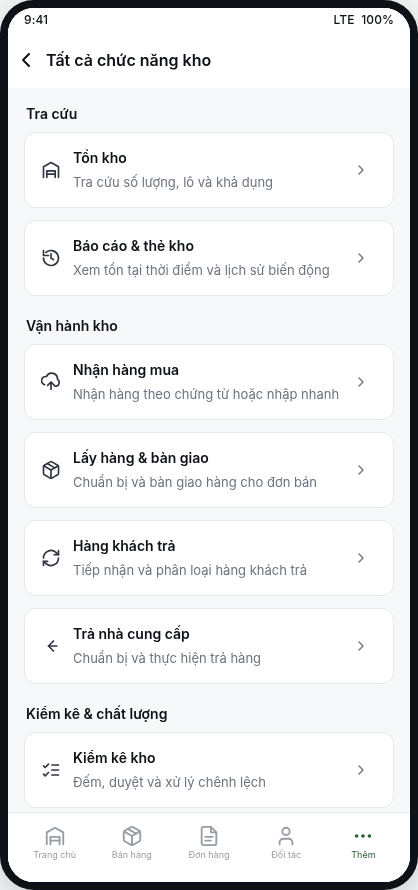 9:41
LTE 100%
Tất cả chức năng kho
Tra cứu
Tồn kho
Tra cứu số lượng, lô và khả dụng
Báo cáo & thẻ kho
Xem tồn tại thời điểm và lịch sử biến động
Vận hành kho
Nhận hàng mua
Nhận hàng theo chứng từ hoặc nhập nhanh
Lấy hàng & bàn giao
Chuẩn bị và bàn giao hàng cho đơn bán
Hàng khách trả
Tiếp nhận và phân loại hàng khách trả
Trả nhà cung cấp
Chuẩn bị và thực hiện trả hàng
Kiểm kê & chất lượng
Kiểm kê kho
Đếm, duyệt và xử lý chênh lệch
Trang chủ
Bán hàng
Đơn hàng
Đối tác
Thêm